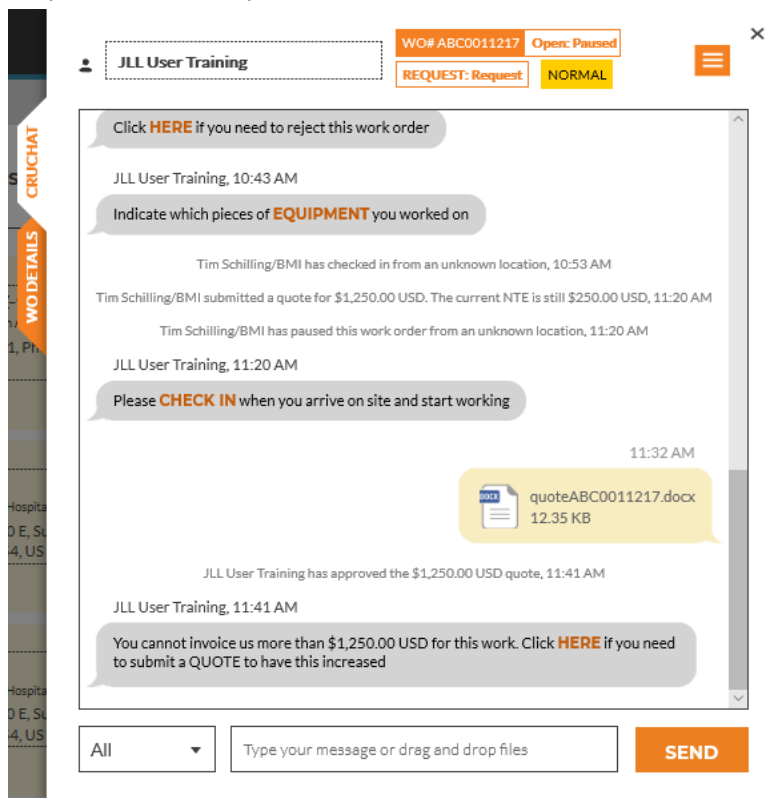 JLL User Training
WO# ABC0011217
Open: Paused
REQUEST: Request
NORMAL
CRUCHAT
WO DETAILS
Click HERE if you need to reject this work order
JLL User Training, 10:43 AM
Indicate which pieces of EQUIPMENT you worked on
Tim Schilling/BMI has checked in from an unknown location, 10:53 AM
Tim Schilling/BMI submitted a quote for $1,250.00 USD. The current NTE is still $250.00 USD, 11:20 AM
Tim Schilling/BMI has paused this work order from an unknown location, 11:20 AM
JLL User Training, 11:20 AM
Please CHECK IN when you arrive on site and start working
11:32 AM
DOCX
quoteABC0011217.docx
12.35 KB
JLL User Training has approved the $1,250.00 USD quote, 11:41 AM
JLL User Training, 11:41 AM
You cannot invoice us more than $1,250.00 USD for this work. Click HERE if you need
to submit a QUOTE to have this increased
All
Type your message or drag and drop files
SEND